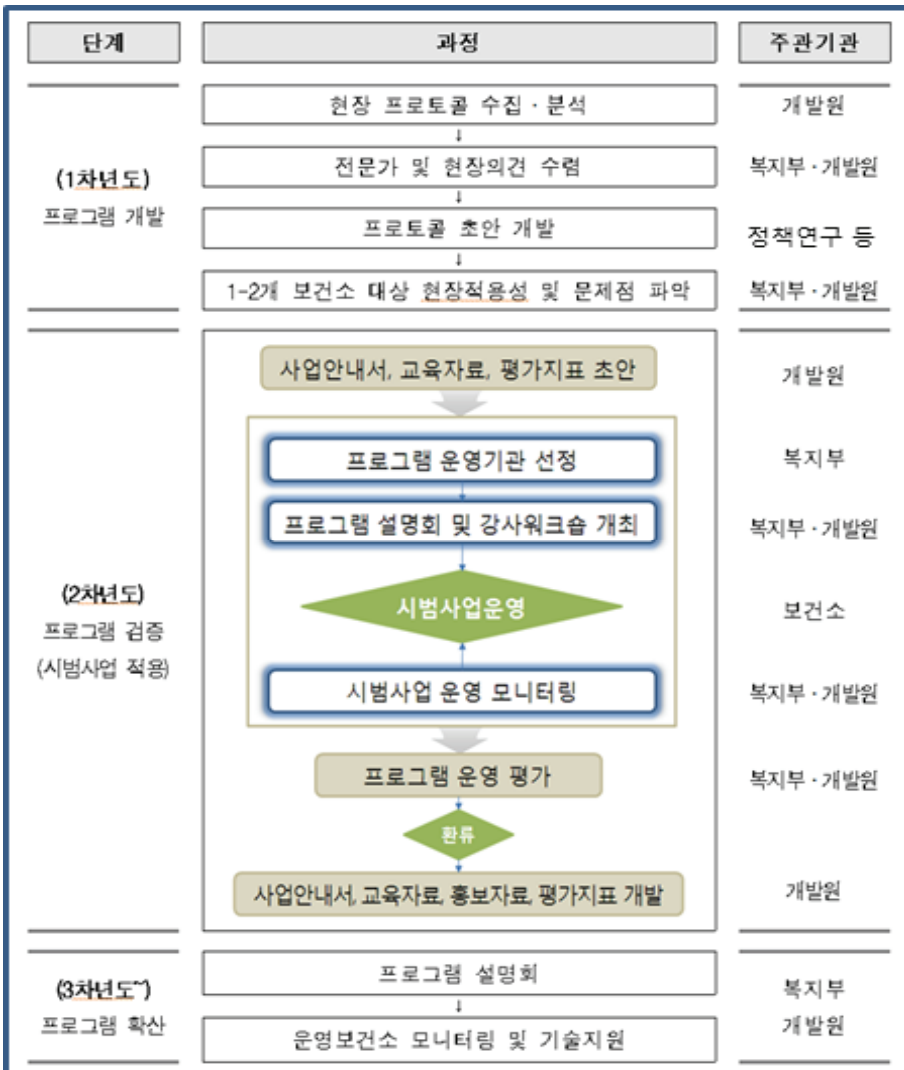 단계 과정 주관기관
현장 프로토콜 수집·분석 개발원
↓
전문가 및 현장의견 수렴 복지부·개발원
(1차년도)
↓
프로그램 개발
프로토콜 초안 개발 정책연구 등
↓
1-2개 보건소 대상 현장적용성 및 문제점 파악 복지부·개발원
사업안내서, 교육자료, 평가지표 초안 개발원
프로그램 운영기관 선정 복지부
프로그램 설명회 및 강사워크숍 개최 복지부·개발원
(2차년도)
시범사업운영 보건소
프로그램 검증
(시범사업 적용)
시범사업 운영 모니터링 복지부·개발원
프로그램 운영 평가 복지부·개발원
환류
사업안내서, 교육자료, 홍보자료, 평가지표 개발 개발원
프로그램 설명회
(3차년도~) 복지부
↓
프로그램 확산 개발원
운영보건소 모니터링 및 기술지원